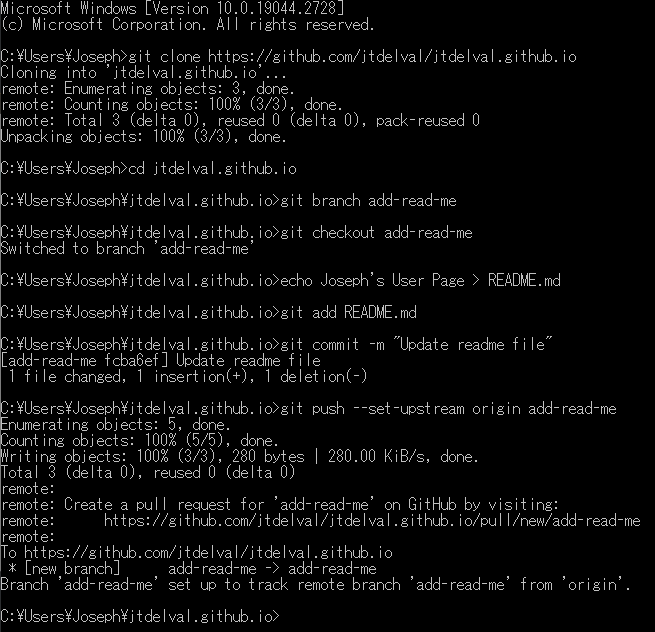 Microsoft Windows [Version 10.0.19044.2728]
(c) Microsoft Corporation. All rights reserved.
C:¥Users¥Joseph>git clone https://github.com/jtdelval/jtdelval.github.io
Cloning into 'jtdelval.github.io'...
remote: Enumerating objects: 3, done.
remote: Counting objects: 100% (3/3), done.
remote: Total 3 (delta 0), reused 0 (delta 0), pack-reused 0
Unpacking objects: 100% (3/3), done.
C:¥Users¥Joseph>cd jtdelval.github.io
C:¥Users¥Joseph¥jtdelval.github.io>git branch add-read-me
C:¥Users¥Joseph¥jtdelval.github.io>git checkout add-read-me
Switched to branch 'add-read-me'
C:¥Users¥Joseph¥jtdelval.github.io>echo Joseph's User Page > README.md
C:¥Users¥Joseph¥jtdelval.github.io>git add README.md
C:¥Users¥Joseph¥jtdelval.github.io>git commit -m "Update readme file"
[add-read-me fcba6ef] Update readme file
 1 file changed, 1 insertion(+), 1 deletion(-)
C:¥Users¥Joseph¥jtdelval.github.io>git push --set-upstream origin add-read-me
Enumerating objects: 5, done.
Counting objects: 100% (5/5), done.
Writing objects: 100% (3/3), 280 bytes | 280.00 KiB/s, done.
Total 3 (delta 0), reused 0 (delta 0)
remote:
remote: Create a pull request for 'add-read-me' on GitHub by visiting:
remote:      https://github.com/jtdelval/jtdelval.github.io/pull/new/add-read-me
remote:
To https://github.com/jtdelval/jtdelval.github.io
 * [new branch]      add-read-me -> add-read-me
Branch 'add-read-me' set up to track remote branch 'add-read-me' from 'origin'.
C:¥Users¥Joseph¥jtdelval.github.io>